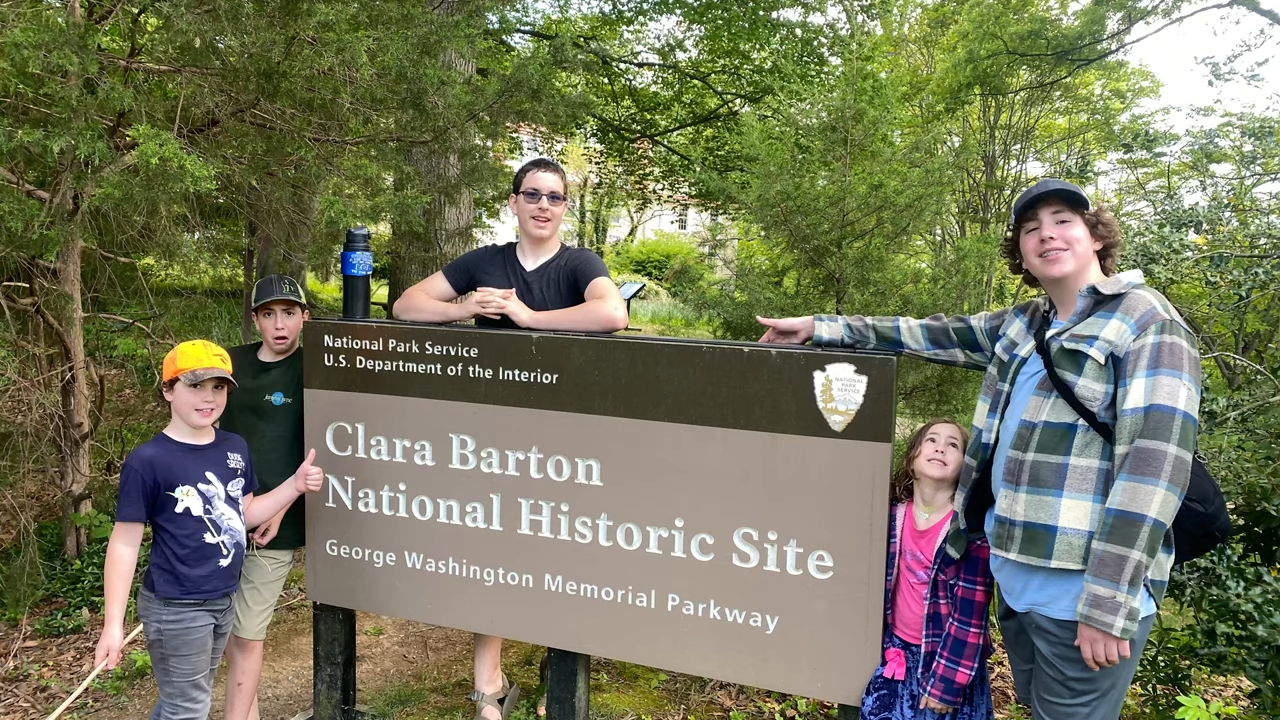 National Park Service
U.S. Department of the Interior
NATIONAL
PARK
SERVICE
Clara Barton
National Historic Site
George Washington Memorial Parkway